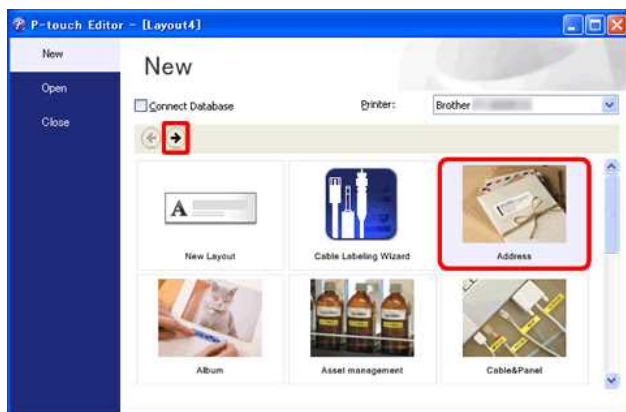 P-touch Editor - [Layout4]
New
Open
Close
New
Connect Database
Printer:
Brother
A
New Layout
Cable Labeling Wizard
Address
Album
Asset management
Cable&Panel